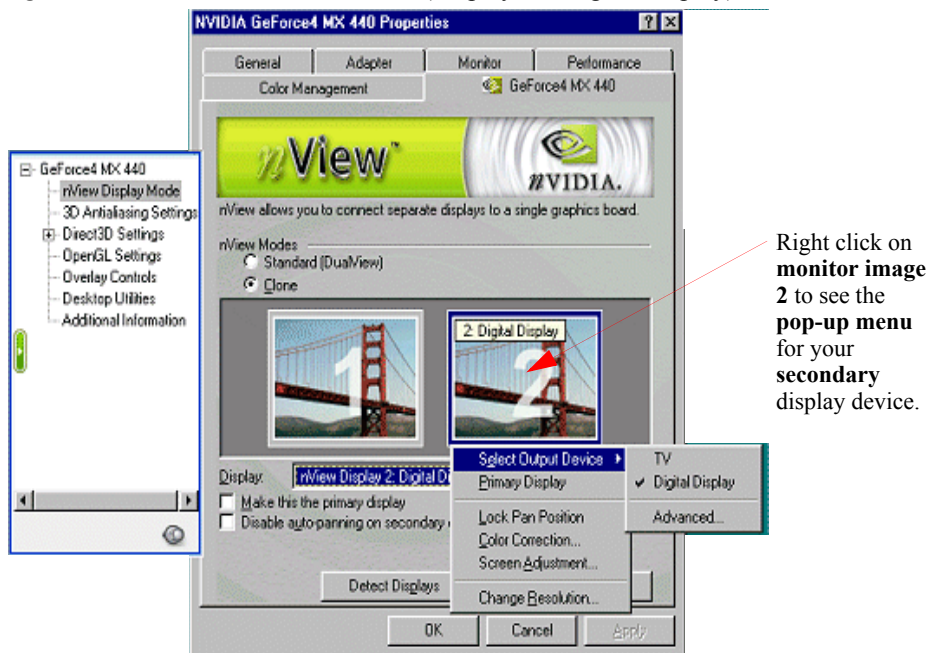 NVIDIA GeForce4 MX 440 Properties
General
Adapter
Monitor
Performance
Color Management
GeForce4 MX 440
nView™
NVIDIA.
nView allows you to connect separate displays to a single graphics board.
nView Modes
Standard (DualView)
Clone
1
2: Digital Display
2
Display:
nView Display 2: Digital Di
Make this the primary display
Disable auto-panning on secondary
Detect Displays
OK
Cancel
Apply
Select Output Device
Primary Display
Lock Pan Position
Color Correction...
Screen Adjustment...
Change Resolution...
TV
Digital Display
Advanced...
GeForce4 MX 440
nView Display Mode
3D Antialiasing Settings
Direct3D Settings
OpenGL Settings
Overlay Controls
Desktop Utilities
Additional Information
Right click on
monitor image
2 to see the
pop-up menu
for your
secondary
display device.